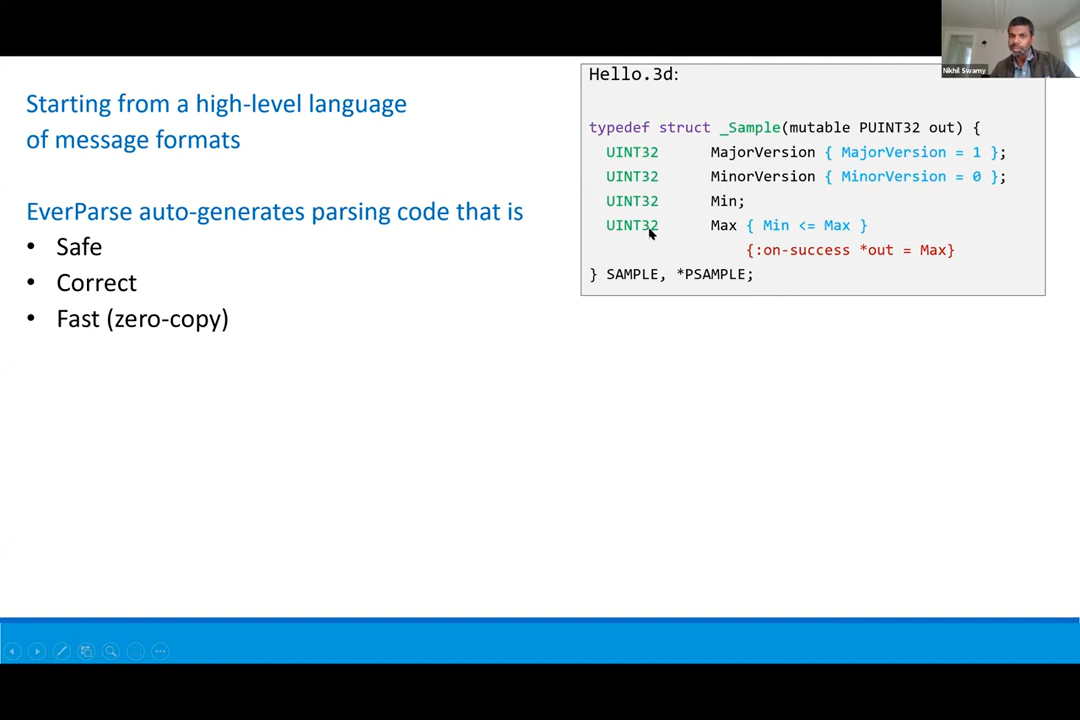 Nikhil Swamy
Starting from a high-level language
of message formats
EverParse auto-generates parsing code that is
• Safe
• Correct
• Fast (zero-copy)
Hello.3d:
typedef struct _Sample(mutable PUINT32 out) {
UINT32 MajorVersion { MajorVersion = 1 };
UINT32 MinorVersion { MinorVersion = 0 };
UINT32 Min;
UINT32 Max { Min <= Max }
{:on-success *out = Max}
} SAMPLE, *PSAMPLE;